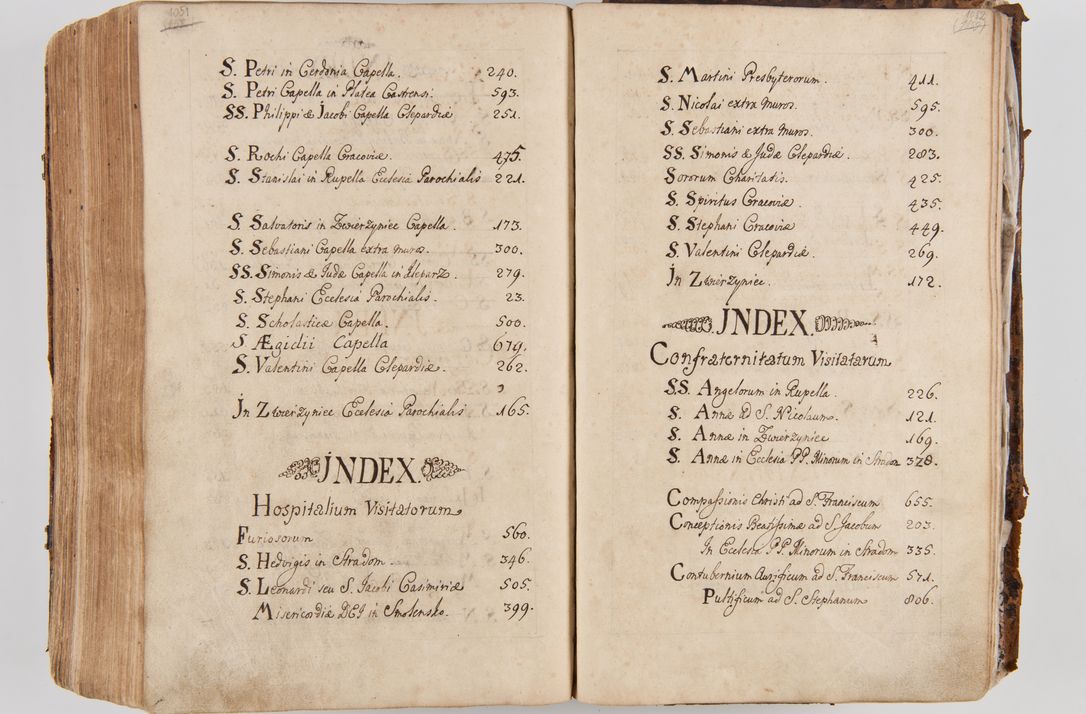 1051
S. Petri in Gerdonia Capella. 240.
S. Petri Capella in Platea Castrensi. 593.
SS. Philippi & Jacobi Capella Clepardiæ 251.
S. Rochi Capella Cracoviæ. 475.
S. Stanislai in Rupella Ecclesia Parochialis 221.
S. Salvatoris in Zwierzyniec Capella. 173.
S. Sebastiani Capella extra muros. 300.
SS. Simonis & Judæ Capella in Kleparz. 279.
S. Stephani Ecclesia Parochialis. 23.
S. Scholasticæ Capella. 500.
S Ægidii Capella 679.
S. Valentini Capella Clepardiæ. 262.
In Zwierzyniec Ecclesia Parochialis 165.
INDEX.
Hospitalium Visitatorum
Furiosorum 560.
S. Hedvigis in Stradom. 346.
S. Leonardi seu S. Jacobi Casimiriæ 505.
Misericordiæ DEI in Smolensko. 399.
1052
S. Martini Presbyterorum. 411.
S. Nicolai extra muros. 595.
S. Sebastiani extra muros. 300.
SS. Simonis & Judæ Clepardiæ. 283.
Sororum Charitatis. 425.
S. Spiritus Cracoviæ. 435.
S. Stephani Cracoviæ 449.
S. Valentini Clepardiæ. 269.
In Zwierzyniec. 172.
INDEX.
Confraternitatum Visitatarum
SS. Angelorum in Rupella. 226.
S. Annæ ad S. Nicolaum. 121.
S. Annæ in Zwierzyniec 169.
S. Annæ in Ecclesia PP. Minorum in Stradom 328.
Compassionis Christi ad S. Franciscum 655.
Conceptionis Beatissimæ ad S. Jacobum 203.
In Ecclesia PP. Minorum in Stradom 335.
Contubernium Aurificum ad S. Franciscum 571.
Pultificum ad S. Stephanum 806.